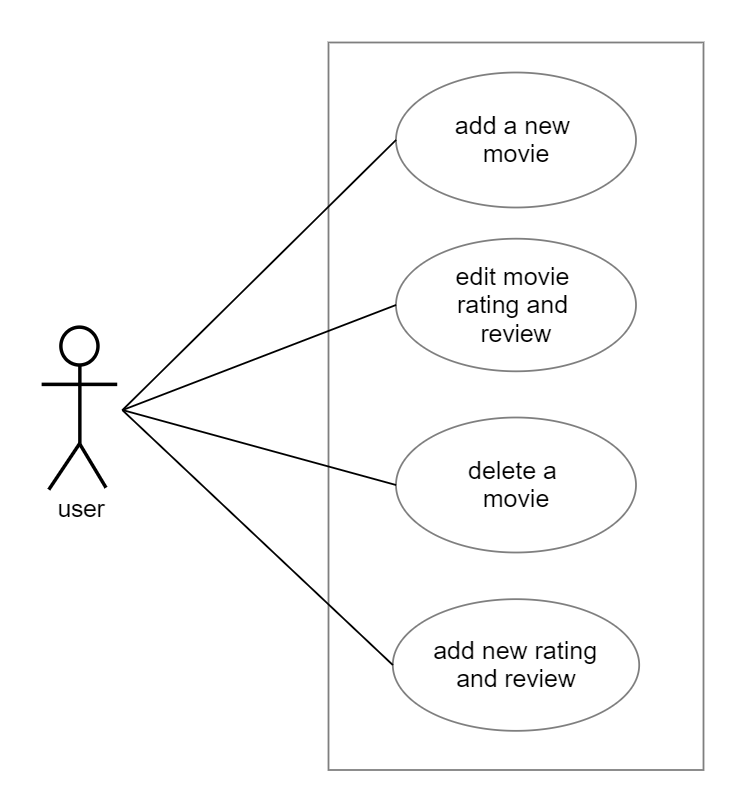 add a new
movie
edit movie
rating and
review
delete a
movie
user
add new rating
and review